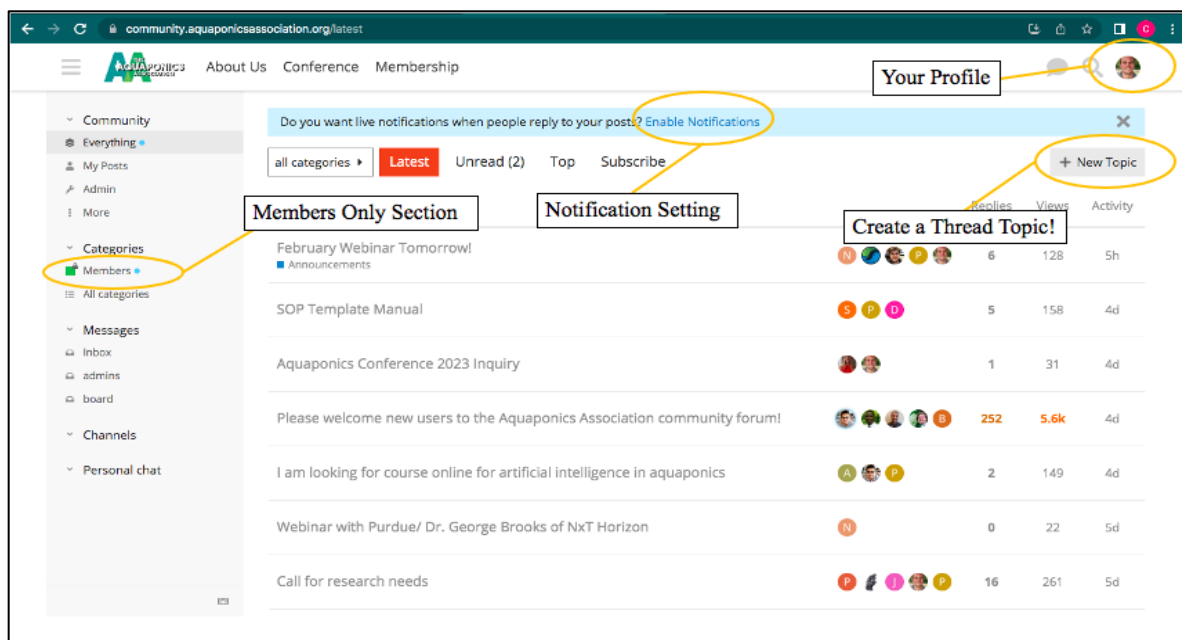 community.aquaponicsassociation.org/latest
C
AQUAPONICS
ASSOCIATION
About Us Conference Membership
Your Profile
Community
Everything
My Posts
Admin
More
Categories
Members
All categories
Messages
Inbox
admins
board
Channels
Personal chat
Do you want live notifications when people reply to your posts? Enable Notifications
all categories Latest Unread (2) Top Subscribe
+ New Topic
Members Only Section
Notification Setting
Create a Thread Topic!
Replies Views Activity
February Webinar Tomorrow! N P 6 128 5h
Announcements
SOP Template Manual S P D 5 158 4d
Aquaponics Conference 2023 Inquiry 1 31 4d
Please welcome new users to the Aquaponics Association community forum! B 252 5.6k 4d
I am looking for course online for artificial intelligence in aquaponics A P 2 149 4d
Webinar with Purdue/ Dr. George Brooks of NxT Horizon N 0 22 5d
Call for research needs P J P 16 261 5d